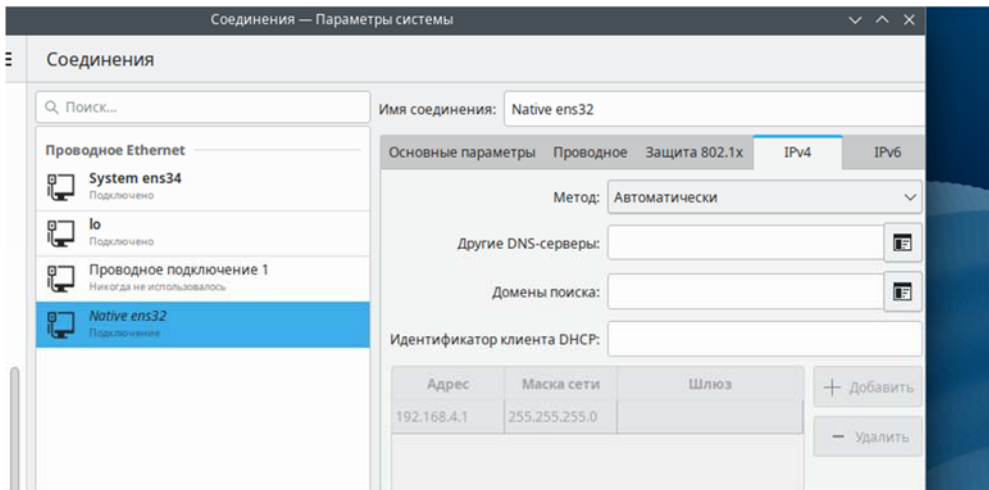 Соединения — Параметры системы
Соединения
Поиск...
Имя соединения: Native ens32
Проводное Ethernet
System ens34
Подключено
lo
Подключено
Проводное подключение 1
Никогда не использовалось
Native ens32
Подключение
Основные параметры Проводное Защита 802.1x IPv4 IPv6
Метод: Автоматически
Другие DNS-серверы:
Домены поиска:
Идентификатор клиента DHCP:
Адрес Маска сети Шлюз
192.168.4.1 255.255.255.0
+ Добавить
− Удалить